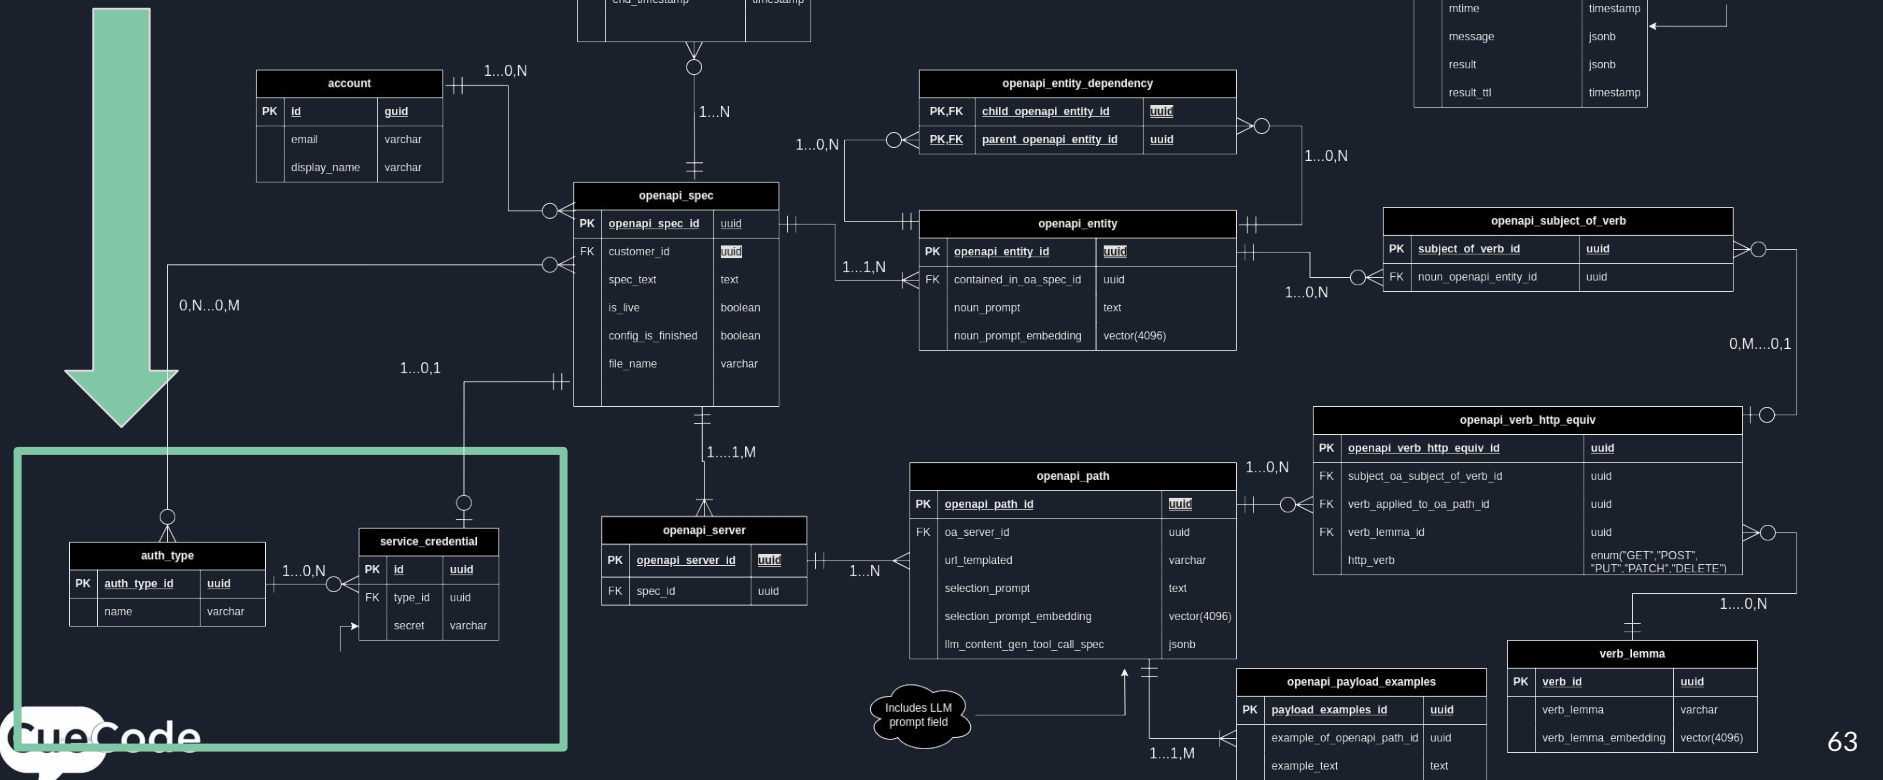 end_timestamp timestamp
mtime timestamp
message jsonb
result jsonb
result_ttl timestamp
account
PK id guid
email varchar
display_name varchar
1...0,N
1...N
openapi_entity_dependency
PK,FK child_openapi_entity_id uuid
PK,FK parent_openapi_entity_id uuid
1...0,N
1...0,N
openapi_spec
PK openapi_spec_id uuid
FK customer_id uuid
spec_text text
is_live boolean
config_is_finished boolean
file_name varchar
openapi_entity
PK openapi_entity_id uuid
FK contained_in_oa_spec_id uuid
noun_prompt text
noun_prompt_embedding vector(4096)
1...1,N
openapi_subject_of_verb
PK subject_of_verb_id uuid
FK noun_openapi_entity_id uuid
1...0,N
0,N...0,M
0,M....0,1
1...0,1
1....1,M
openapi_verb_http_equiv
PK openapi_verb_http_equiv_id uuid
FK subject_oa_subject_of_verb_id uuid
FK verb_applied_to_oa_path_id uuid
FK verb_lemma_id uuid
http_verb enum("GET","POST",
"PUT","PATCH","DELETE")
1...0,N
openapi_path
PK openapi_path_id uuid
FK oa_server_id uuid
url_templated varchar
selection_prompt text
selection_prompt_embedding vector(4096)
llm_content_gen_tool_call_spec jsonb
openapi_server
PK openapi_server_id uuid
FK spec_id uuid
1...N
auth_type
PK auth_type_id uuid
name varchar
1...0,N
service_credential
PK id uuid
FK type_id uuid
secret varchar
1....0,N
verb_lemma
PK verb_id uuid
verb_lemma varchar
verb_lemma_embedding vector(4096)
Includes LLM
prompt field
1...1,M
openapi_payload_examples
PK payload_examples_id uuid
example_of_openapi_path_id uuid
example_text text
CueCode
63